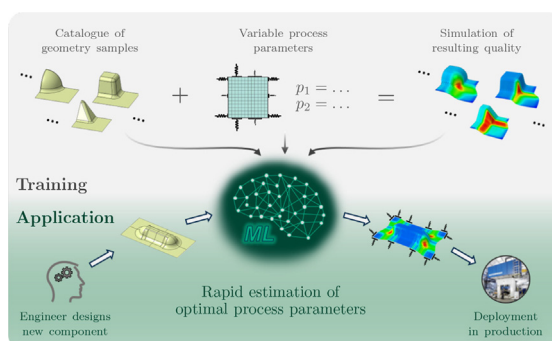 Catalogue of
geometry samples
Variable process
parameters
Simulation of
resulting quality
...
...
+
p₁ = ...
p₂ = ...
=
...
...
Training
Application
ML
Rapid estimation of
optimal process parameters
Engineer designs
new component
Deployment
in production